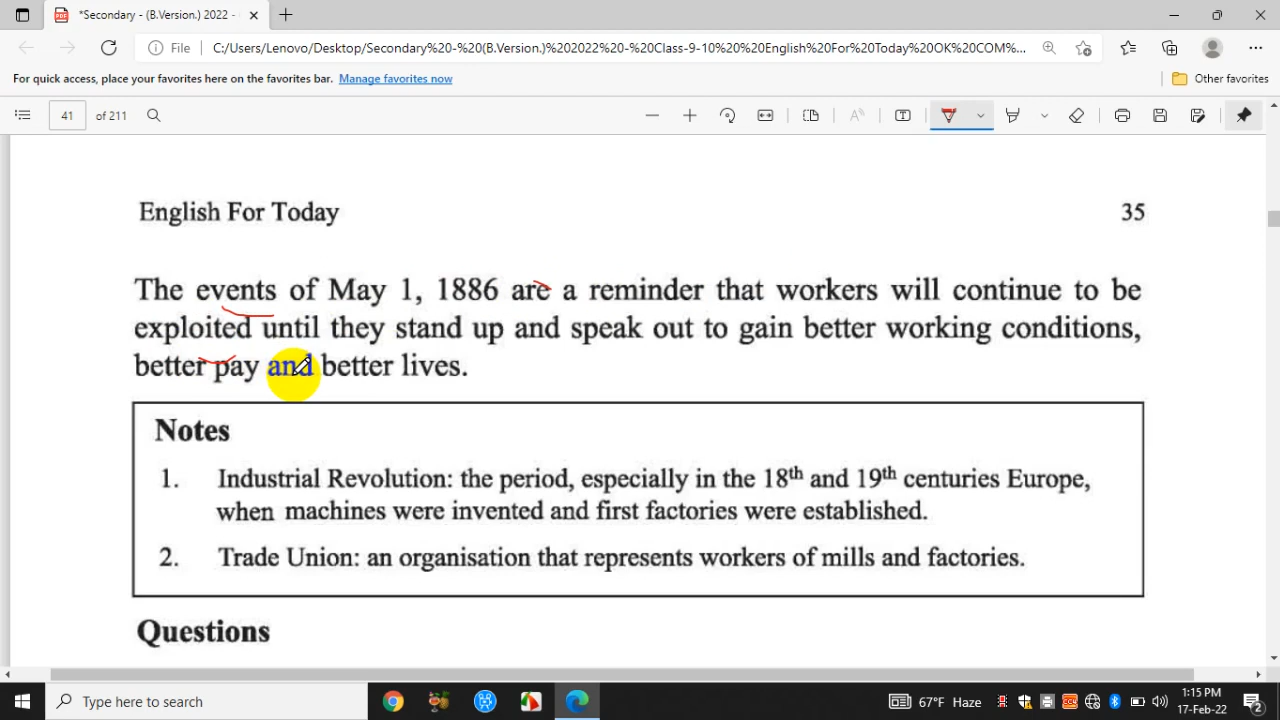 *Secondary - (B.Version.) 2022 -
File C:/Users/Lenovo/Desktop/Secondary%20-%20(B.Version.)%202022%20-%20Class-9-10%20%20English%20For%20Today%20OK%20COM%...
For quick access, place your favorites here on the favorites bar. Manage favorites now
Other favorites
41 of 211
English For Today 35
The events of May 1, 1886 are a reminder that workers will continue to be
exploited until they stand up and speak out to gain better working conditions,
better pay and better lives.
Notes
1. Industrial Revolution: the period, especially in the 18th and 19th centuries Europe,
when machines were invented and first factories were established.
2. Trade Union: an organisation that represents workers of mills and factories.
Questions
Type here to search
67°F Haze
1:15 PM
17-Feb-22
2